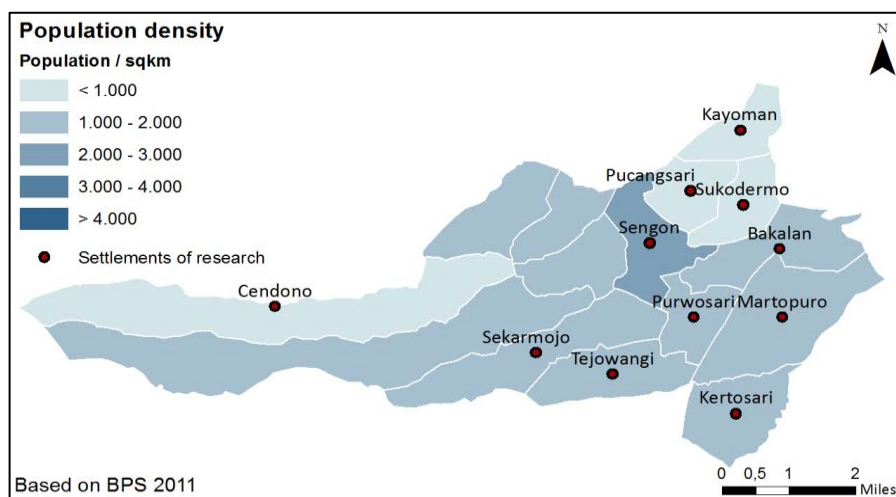 Population density
Population / sqkm
< 1.000
1.000 - 2.000
2.000 - 3.000
3.000 - 4.000
> 4.000
Settlements of research
N
Kayoman
Pucangsari
Sukodermo
Sengon
Bakalan
Cendono
Purwosari
Martopuro
Sekarmojo
Tejowangi
Kertosari
Based on BPS 2011
0 0,5 1 2
Miles